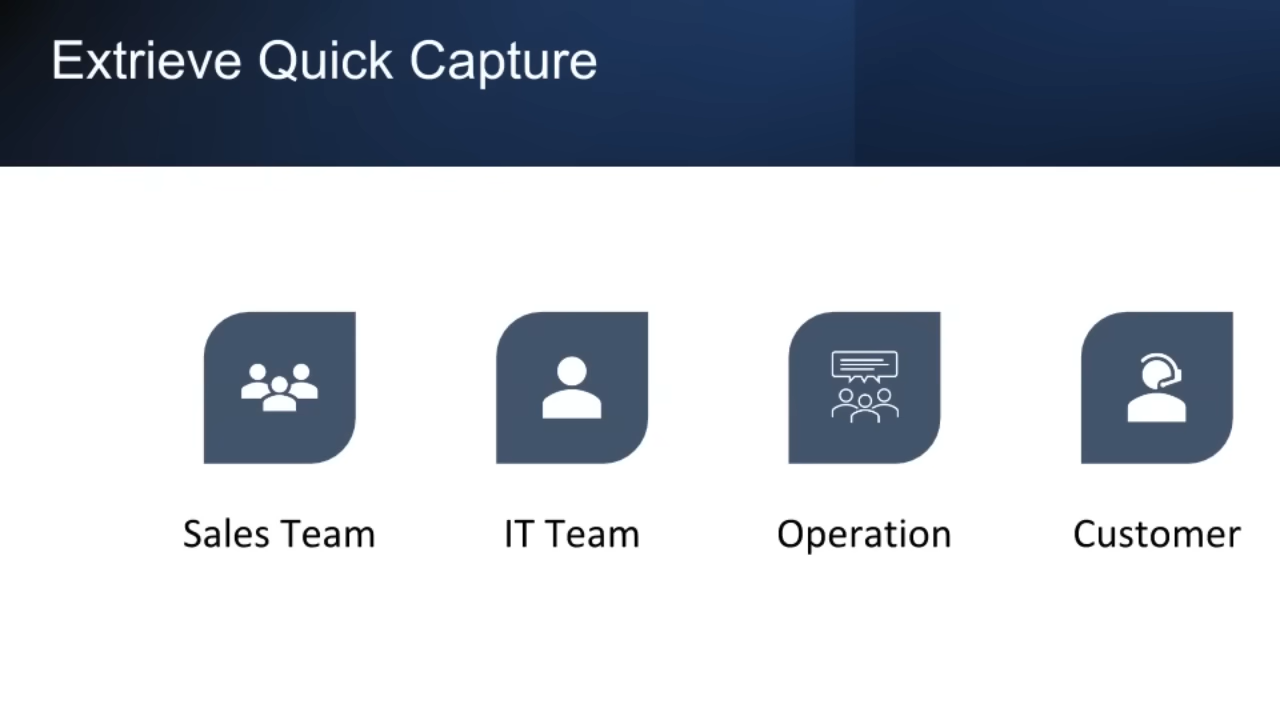 Extrieve Quick Capture
Sales Team
IT Team
Operation
Customer